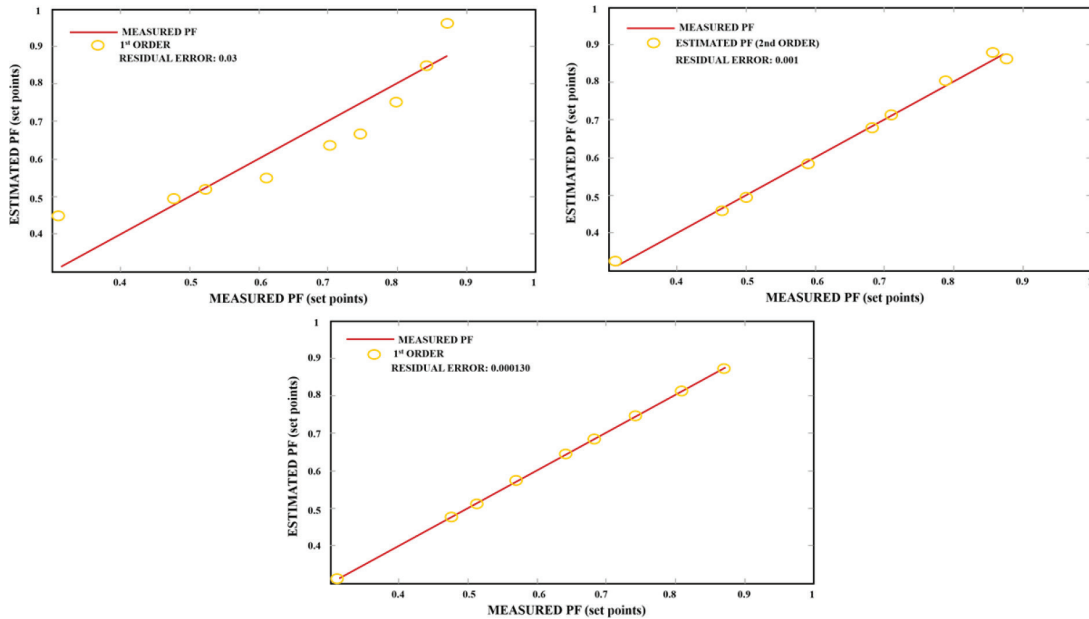 1
0.9
0.8
0.7
0.6
0.5
0.4
ESTIMATED PF (set points)
MEASURED PF
1st ORDER
RESIDUAL ERROR: 0.03
0.4 0.5 0.6 0.7 0.8 0.9 1
MEASURED PF (set points)
1
0.9
0.8
0.7
0.6
0.5
0.4
ESTIMATED PF (set points)
MEASURED PF
ESTIMATED PF (2nd ORDER)
RESIDUAL ERROR: 0.001
0.4 0.5 0.6 0.7 0.8 0.9 1
MEASURED PF (set points)
1
0.9
0.8
0.7
0.6
0.5
0.4
ESTIMATED PF (set points)
MEASURED PF
1st ORDER
RESIDUAL ERROR: 0.000130
0.4 0.5 0.6 0.7 0.8 0.9 1
MEASURED PF (set points)